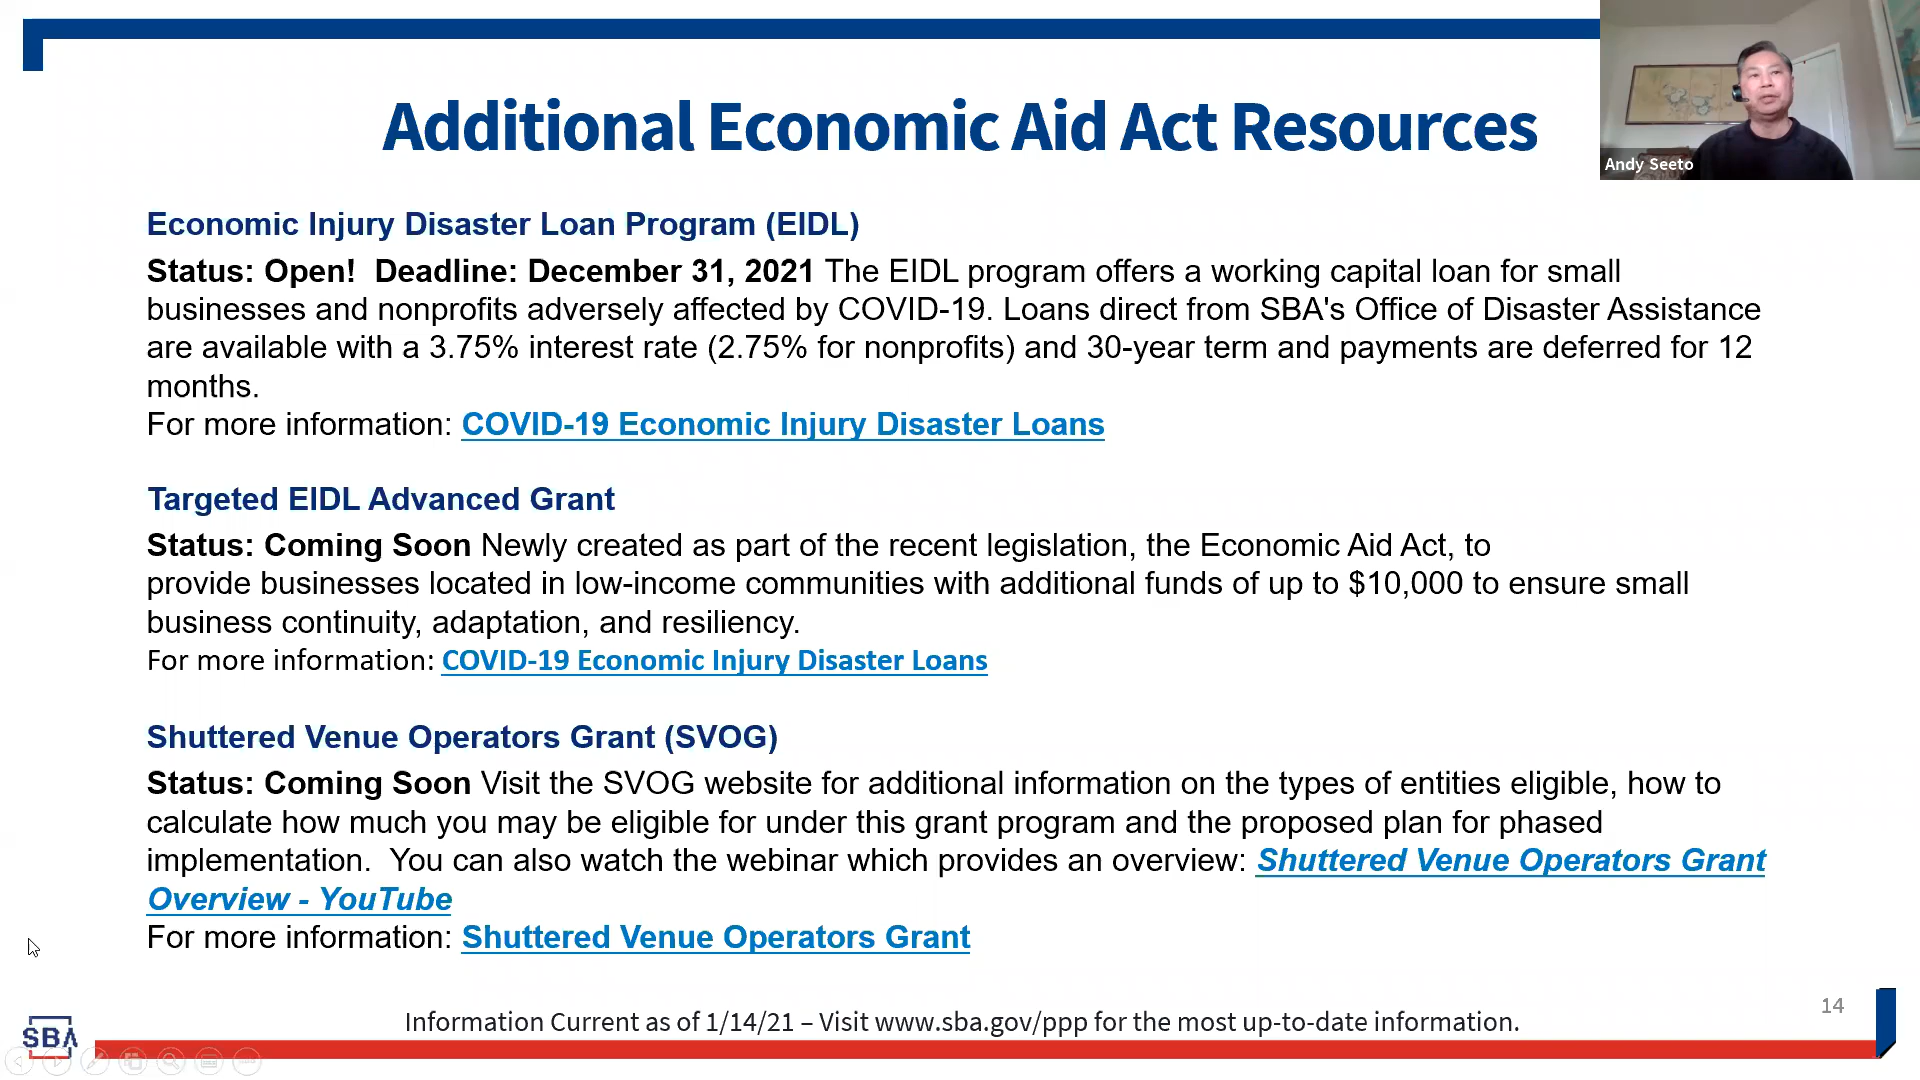 Additional Economic Aid Act Resources
Andy Seeto
Economic Injury Disaster Loan Program (EIDL)
Status: Open!  Deadline: December 31, 2021 The EIDL program offers a working capital loan for small
businesses and nonprofits adversely affected by COVID-19. Loans direct from SBA's Office of Disaster Assistance
are available with a 3.75% interest rate (2.75% for nonprofits) and 30-year term and payments are deferred for 12
months.
For more information: COVID-19 Economic Injury Disaster Loans
Targeted EIDL Advanced Grant
Status: Coming Soon Newly created as part of the recent legislation, the Economic Aid Act, to
provide businesses located in low-income communities with additional funds of up to $10,000 to ensure small
business continuity, adaptation, and resiliency.
For more information: COVID-19 Economic Injury Disaster Loans
Shuttered Venue Operators Grant (SVOG)
Status: Coming Soon Visit the SVOG website for additional information on the types of entities eligible, how to
calculate how much you may be eligible for under this grant program and the proposed plan for phased
implementation.  You can also watch the webinar which provides an overview: Shuttered Venue Operators Grant
Overview - YouTube
For more information: Shuttered Venue Operators Grant
14
Information Current as of 1/14/21 – Visit www.sba.gov/ppp for the most up-to-date information.
SBA